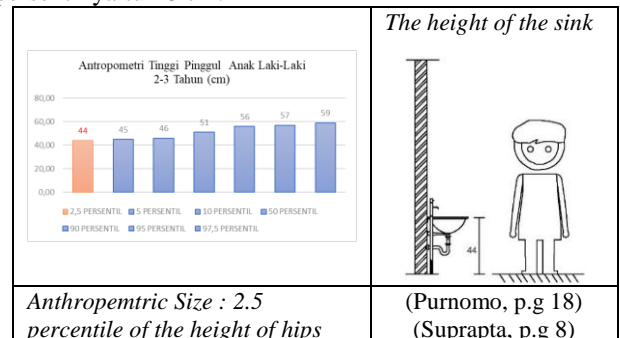 The height of the sink
Antropometri Tinggi Pinggul Anak Laki-Laki
2-3 Tahun (cm)
80,00
60,00
40,00
20,00
0,00
44 45 46 51 56 57 59
2,5 PERSENTIL 5 PERSENTIL 10 PERSENTIL 50 PERSENTIL
90 PERSENTIL 95 PERSENTIL 97,5 PERSENTIL
44
Anthropemtric Size : 2.5
percentile of the height of hips
(Purnomo, p.g 18)
(Suprapta, p.g 8)